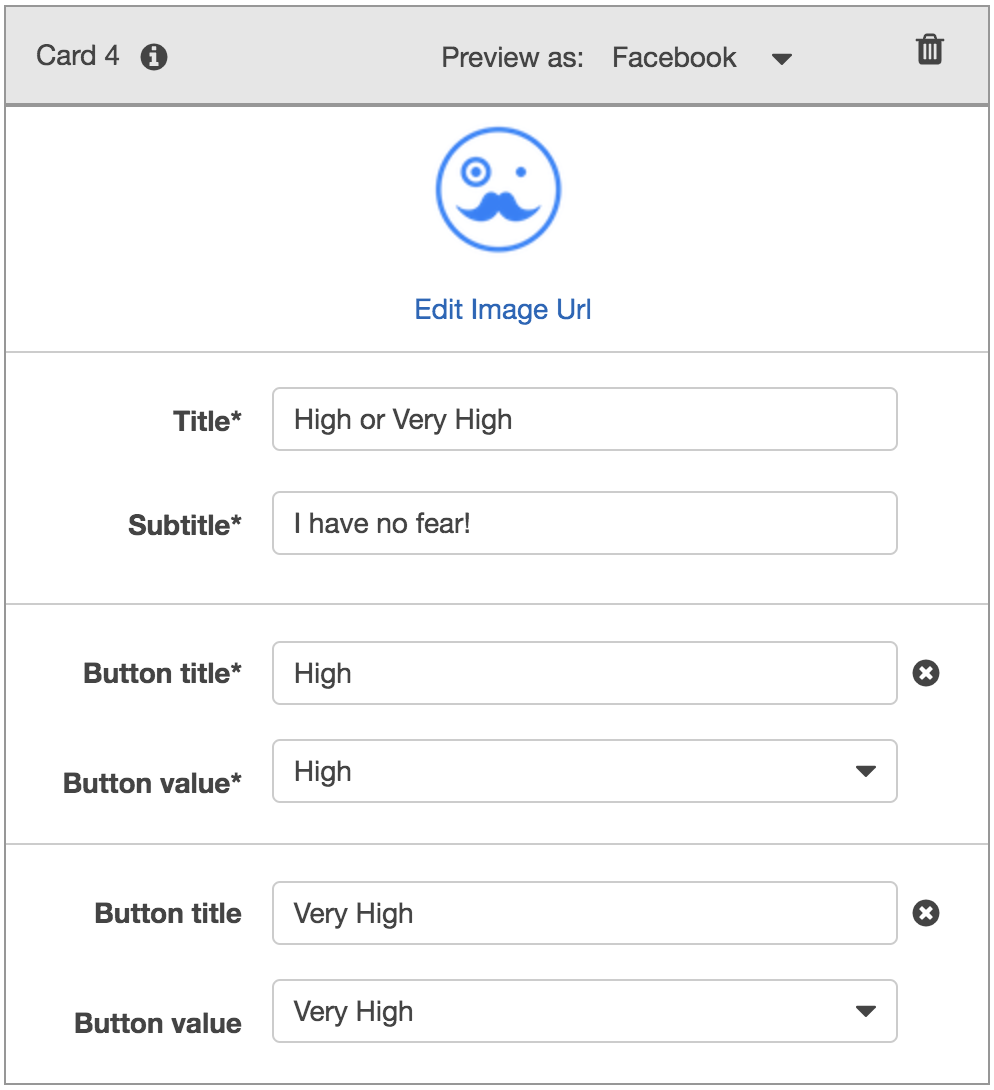 Card 4 Preview as: Facebook
Edit Image Url
Title* High or Very High
Subtitle* I have no fear!
Button title* High
Button value* High
Button title Very High
Button value Very High